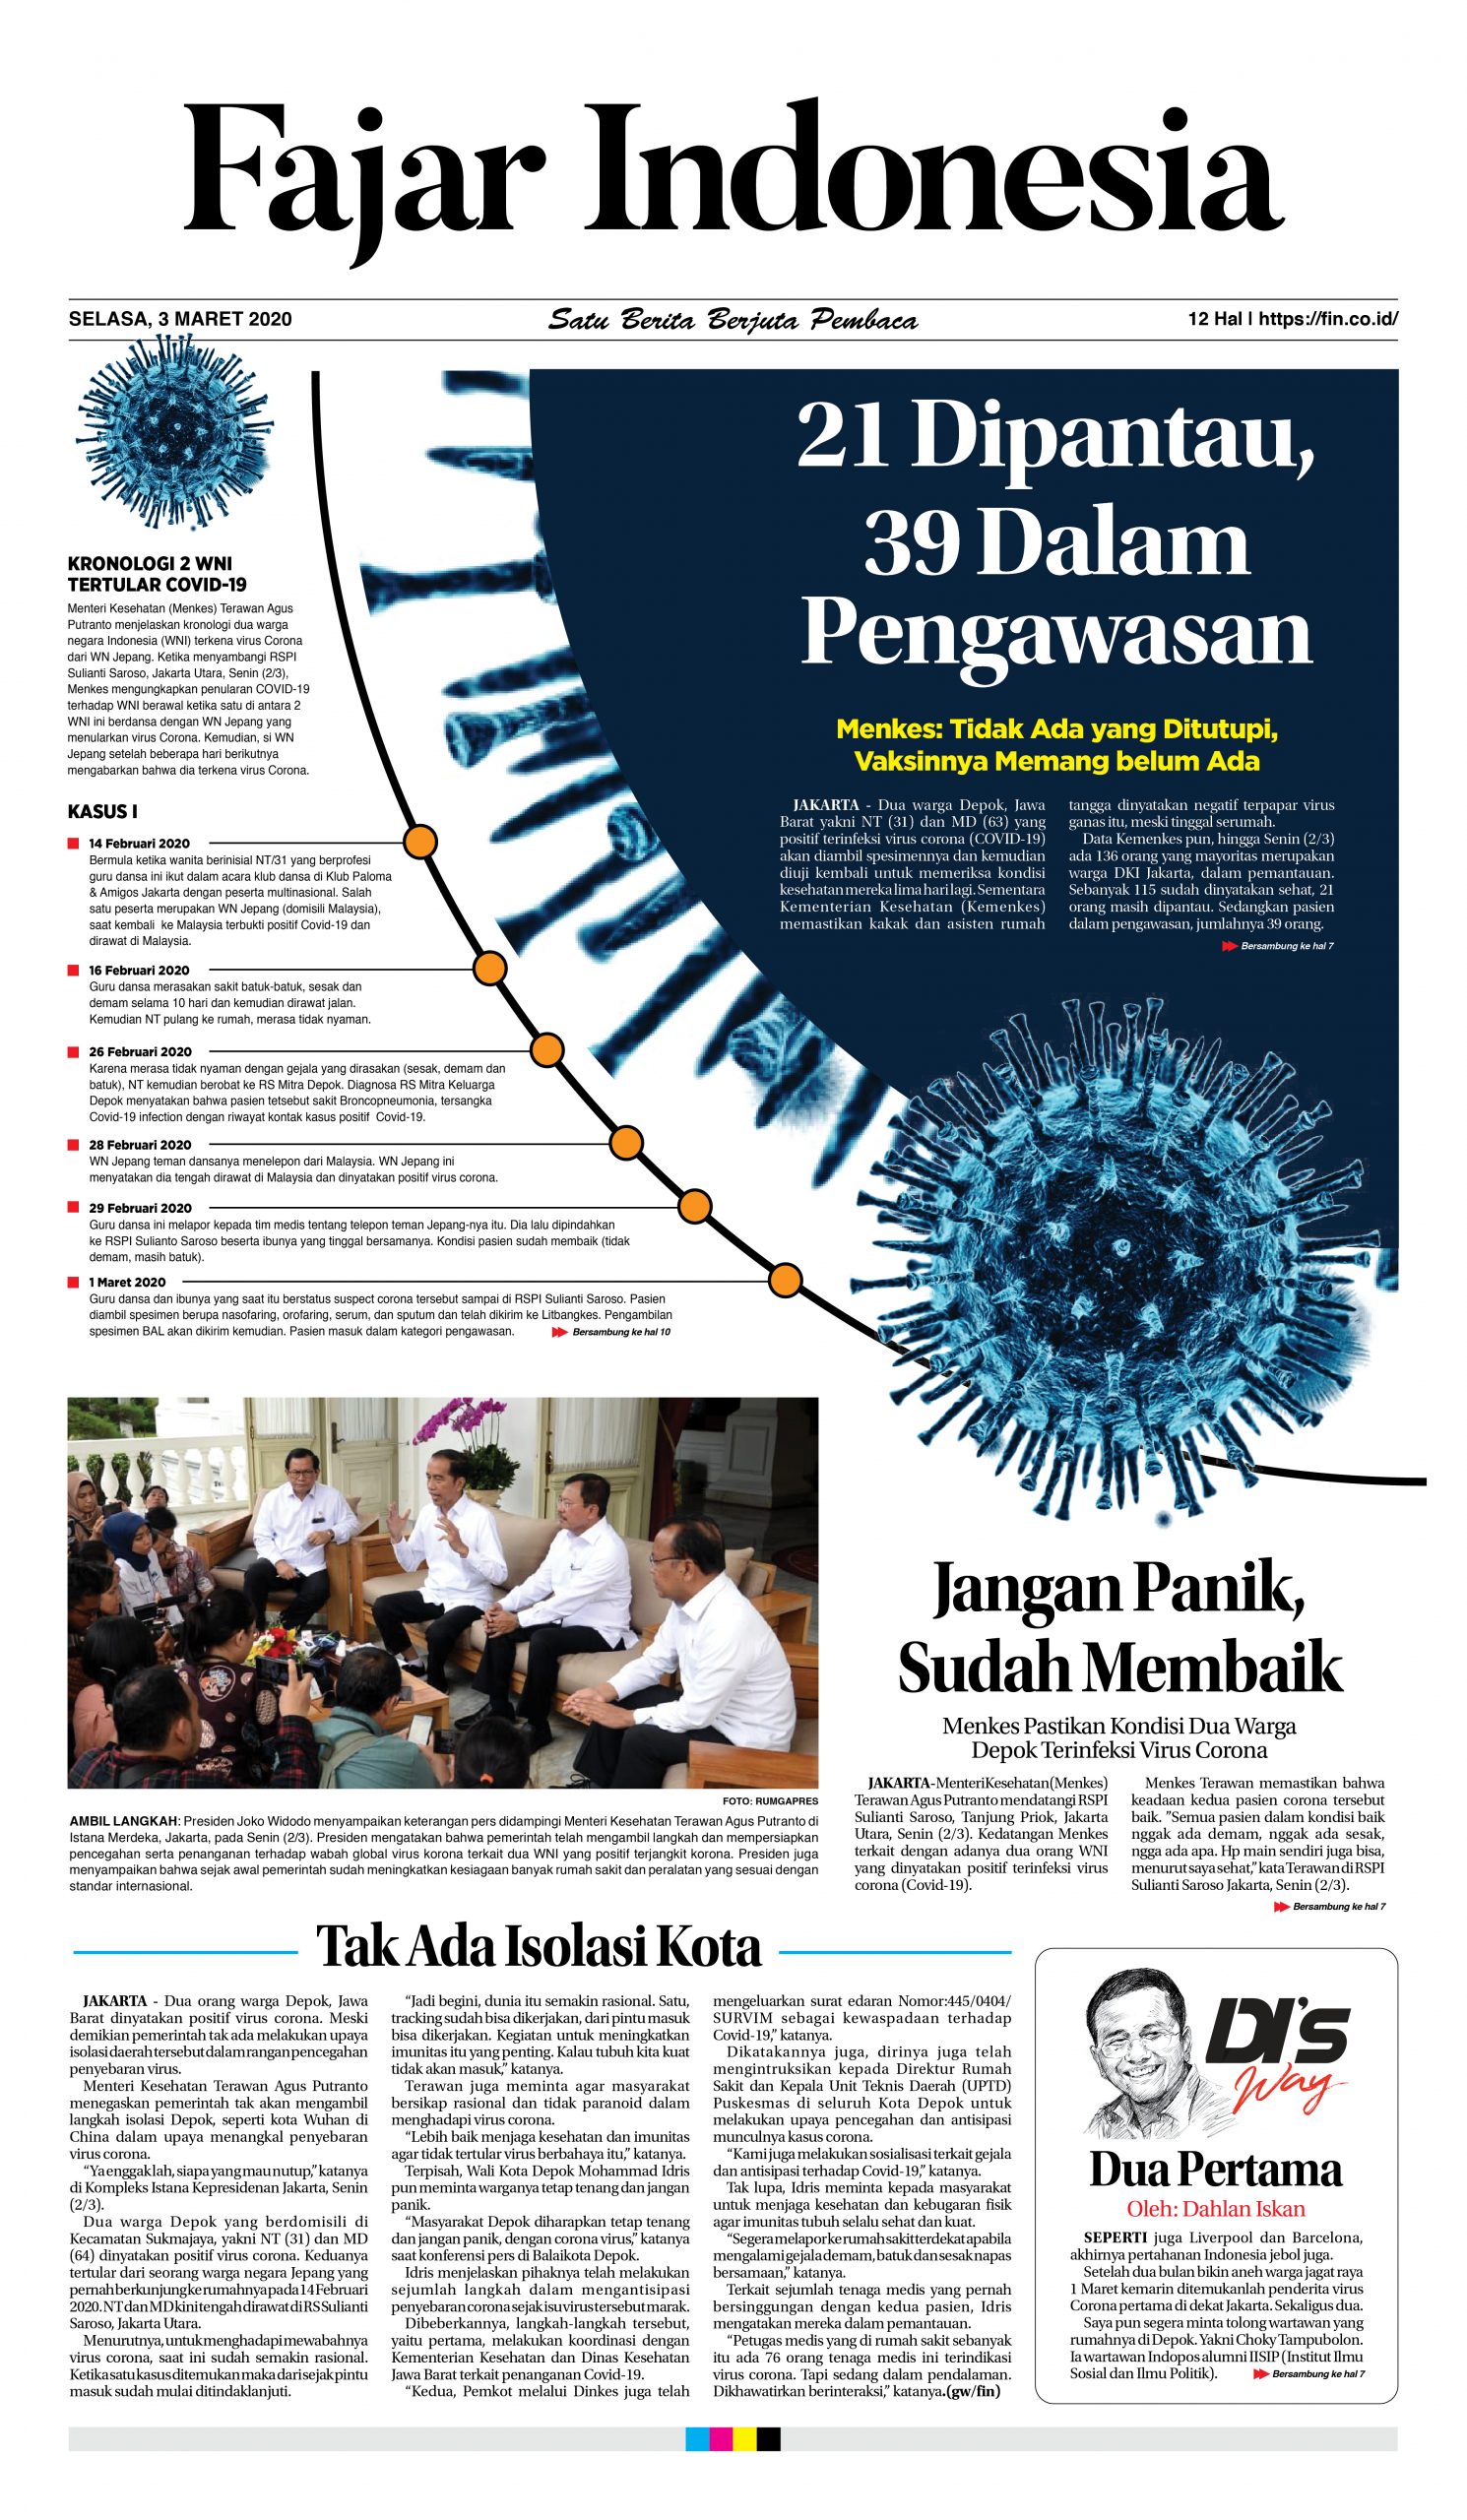 Fajar Indonesia
SELASA, 3 MARET 2020
Satu Berita Berjuta Pembaca
12 Hal | https://fin.co.id/
21 Dipantau,
39 Dalam
Pengawasan
Menkes: Tidak Ada yang Ditutupi,
Vaksinnya Memang belum Ada
JAKARTA - Dua warga Depok, Jawa
Barat yakni NT (31) dan MD (63) yang
positif terinfeksi virus corona (COVID-19)
akan diambil spesimennya dan kemudian
diuji kembali untuk memeriksa kondisi
kesehatan mereka lima hari lagi. Sementara
Kementerian Kesehatan (Kemenkes)
memastikan kakak dan asisten rumah
tangga dinyatakan negatif terpapar virus
ganas itu, meski tinggal serumah.
Data Kemenkes pun, hingga Senin (2/3)
ada 136 orang yang mayoritas merupakan
warga DKI Jakarta, dalam pemantauan.
Sebanyak 115 sudah dinyatakan sehat, 21
orang masih dipantau. Sedangkan pasien
dalam pengawasan, jumlahnya 39 orang.
Bersambung ke hal 7
KRONOLOGI 2 WNI
TERTULAR COVID-19
Menteri Kesehatan (Menkes) Terawan Agus
Putranto menjelaskan kronologi dua warga
negara Indonesia (WNI) terkena virus Corona
dari WN Jepang. Ketika menyambangi RSPI
Sulianti Saroso, Jakarta Utara, Senin (2/3),
Menkes mengungkapkan penularan COVID-19
terhadap WNI berawal ketika satu di antara 2
WNI ini berdansa dengan WN Jepang yang
menularkan virus Corona. Kemudian, si WN
Jepang setelah beberapa hari berikutnya
mengabarkan bahwa dia terkena virus Corona.
KASUS I
14 Februari 2020
Bermula ketika wanita berinisial NT/31 yang berprofesi
guru dansa ini ikut dalam acara klub dansa di Klub Paloma
& Amigos Jakarta dengan peserta multinasional. Salah
satu peserta merupakan WN Jepang (domisili Malaysia),
saat kembali ke Malaysia terbukti positif Covid-19 dan
dirawat di Malaysia.
16 Februari 2020
Guru dansa merasakan sakit batuk-batuk, sesak dan
demam selama 10 hari dan kemudian dirawat jalan.
Kemudian NT pulang ke rumah, merasa tidak nyaman.
26 Februari 2020
Karena merasa tidak nyaman dengan gejala yang dirasakan (sesak, demam dan
batuk), NT kemudian berobat ke RS Mitra Depok. Diagnosa RS Mitra Keluarga
Depok menyatakan bahwa pasien tetsebut sakit Broncopneumonia, tersangka
Covid-19 infection dengan riwayat kontak kasus positif Covid-19.
28 Februari 2020
WN Jepang teman dansanya menelepon dari Malaysia. WN Jepang ini
menyatakan dia tengah dirawat di Malaysia dan dinyatakan positif virus corona.
29 Februari 2020
Guru dansa ini melapor kepada tim medis tentang telepon teman Jepang-nya itu. Dia lalu dipindahkan
ke RSPI Sulianto Saroso beserta ibunya yang tinggal bersamanya. Kondisi pasien sudah membaik (tidak
demam, masih batuk).
1 Maret 2020
Guru dansa dan ibunya yang saat itu berstatus suspect corona tersebut sampai di RSPI Sulianti Saroso. Pasien
diambil spesimen berupa nasofaring, orofaring, serum, dan sputum dan telah dikirim ke Litbangkes. Pengambilan
spesimen BAL akan dikirim kemudian. Pasien masuk dalam kategori pengawasan.
Bersambung ke hal 10
FOTO: RUMGAPRES
AMBIL LANGKAH: Presiden Joko Widodo menyampaikan keterangan pers didampingi Menteri Kesehatan Terawan Agus Putranto di
Istana Merdeka, Jakarta, pada Senin (2/3). Presiden mengatakan bahwa pemerintah telah mengambil langkah dan mempersiapkan
pencegahan serta penanganan terhadap wabah global virus korona terkait dua WNI yang positif terjangkit korona. Presiden juga
menyampaikan bahwa sejak awal pemerintah sudah meningkatkan kesiagaan banyak rumah sakit dan peralatan yang sesuai dengan
standar internasional.
Jangan Panik,
Sudah Membaik
Menkes Pastikan Kondisi Dua Warga
Depok Terinfeksi Virus Corona
JAKARTA-Menteri Kesehatan (Menkes)
Terawan Agus Putranto mendatangi RSPI
Sulianti Saroso, Tanjung Priok, Jakarta
Utara, Senin (2/3). Kedatangan Menkes
terkait dengan adanya dua orang WNI
yang dinyatakan positif terinfeksi virus
corona (Covid-19).
Menkes Terawan memastikan bahwa
keadaan kedua pasien corona tersebut
baik. "Semua pasien dalam kondisi baik
nggak ada demam, nggak ada sesak,
ngga ada apa. Hp main sendiri juga bisa,
menurut saya sehat," kata Terawan di RSPI
Sulianti Saroso Jakarta, Senin (2/3).
Bersambung ke hal 7
Tak Ada Isolasi Kota
JAKARTA - Dua orang warga Depok, Jawa
Barat dinyatakan positif virus corona. Meski
demikian pemerintah tak ada melakukan upaya
isolasi daerah tersebut dalam rangan pencegahan
penyebaran virus.
Menteri Kesehatan Terawan Agus Putranto
menegaskan pemerintah tak akan mengambil
langkah isolasi Depok, seperti kota Wuhan di
China dalam upaya menangkal penyebaran
virus corona.
"Ya enggak lah, siapa yang mau nutup," katanya
di Kompleks Istana Kepresidenan Jakarta, Senin
(2/3).
Dua warga Depok yang berdomisili di
Kecamatan Sukmajaya, yakni NT (31) dan MD
(64) dinyatakan positif virus corona. Keduanya
tertular dari seorang warga negara Jepang yang
pernah berkunjung ke rumahnya pada 14 Februari
2020. NT dan MD kini tengah dirawat di RS Sulianti
Saroso, Jakarta Utara.
Menurutnya, untuk menghadapi mewabahnya
virus corona, saat ini sudah semakin rasional.
Ketika satu kasus ditemukan maka dari sejak pintu
masuk sudah mulai ditindaklanjuti.
"Jadi begini, dunia itu semakin rasional. Satu,
tracking sudah bisa dikerjakan, dari pintu masuk
bisa dikerjakan. Kegiatan untuk meningkatkan
imunitas itu yang penting. Kalau tubuh kita kuat
tidak akan masuk," katanya.
Terawan juga meminta agar masyarakat
bersikap rasional dan tidak paranoid dalam
menghadapi virus corona.
"Lebih baik menjaga kesehatan dan imunitas
agar tidak tertular virus berbahaya itu," katanya.
Terpisah, Wali Kota Depok Mohammad Idris
pun meminta warganya tetap tenang dan jangan
panik.
"Masyarakat Depok diharapkan tetap tenang
dan jangan panik, dengan corona virus," katanya
saat konferensi pers di Balaikota Depok.
Idris menjelaskan pihaknya telah melakukan
sejumlah langkah dalam mengantisipasi
penyebaran corona sejak isu virus tersebut marak.
Dibeberkannya, langkah-langkah tersebut,
yaitu pertama, melakukan koordinasi dengan
Kementerian Kesehatan dan Dinas Kesehatan
Jawa Barat terkait penanganan Covid-19.
"Kedua, Pemkot melalui Dinkes juga telah
mengeluarkan surat edaran Nomor:445/0404/
SURVIM sebagai kewaspadaan terhadap
Covid-19," katanya.
Dikatakannya juga, dirinya juga telah
mengintruksikan kepada Direktur Rumah
Sakit dan Kepala Unit Teknis Daerah (UPTD)
Puskesmas di seluruh Kota Depok untuk
melakukan upaya pencegahan dan antisipasi
munculnya kasus corona.
"Kami juga melakukan sosialisasi terkait gejala
dan antisipasi terhadap Covid-19," katanya.
Tak lupa, Idris meminta kepada masyarakat
untuk menjaga kesehatan dan kebugaran fisik
agar imunitas tubuh selalu sehat dan kuat.
"Segera melapor ke rumah sakit terdekat apabila
mengalami gejala demam, batuk dan sesak napas
bersamaan," katanya.
Terkait sejumlah tenaga medis yang pernah
bersinggungan dengan kedua pasien, Idris
mengatakan mereka dalam pemantauan.
"Petugas medis yang di rumah sakit sebanyak
itu ada 76 orang tenaga medis ini terindikasi
virus corona. Tapi sedang dalam pendalaman.
Dikhawatirkan berinteraksi," katanya.(gw/fin)
DI's
Way
Dua Pertama
Oleh: Dahlan Iskan
SEPERTI juga Liverpool dan Barcelona,
akhirnya pertahanan Indonesia jebol juga.
Setelah dua bulan bikin aneh warga jagat raya
1 Maret kemarin ditemukanlah penderita virus
Corona pertama di dekat Jakarta. Sekaligus dua.
Saya pun segera minta tolong wartawan yang
rumahnya di Depok. Yakni Choky Tampubolon.
Ia wartawan Indopos alumni IISIP (Institut Ilmu
Sosial dan Ilmu Politik).
Bersambung ke hal 7